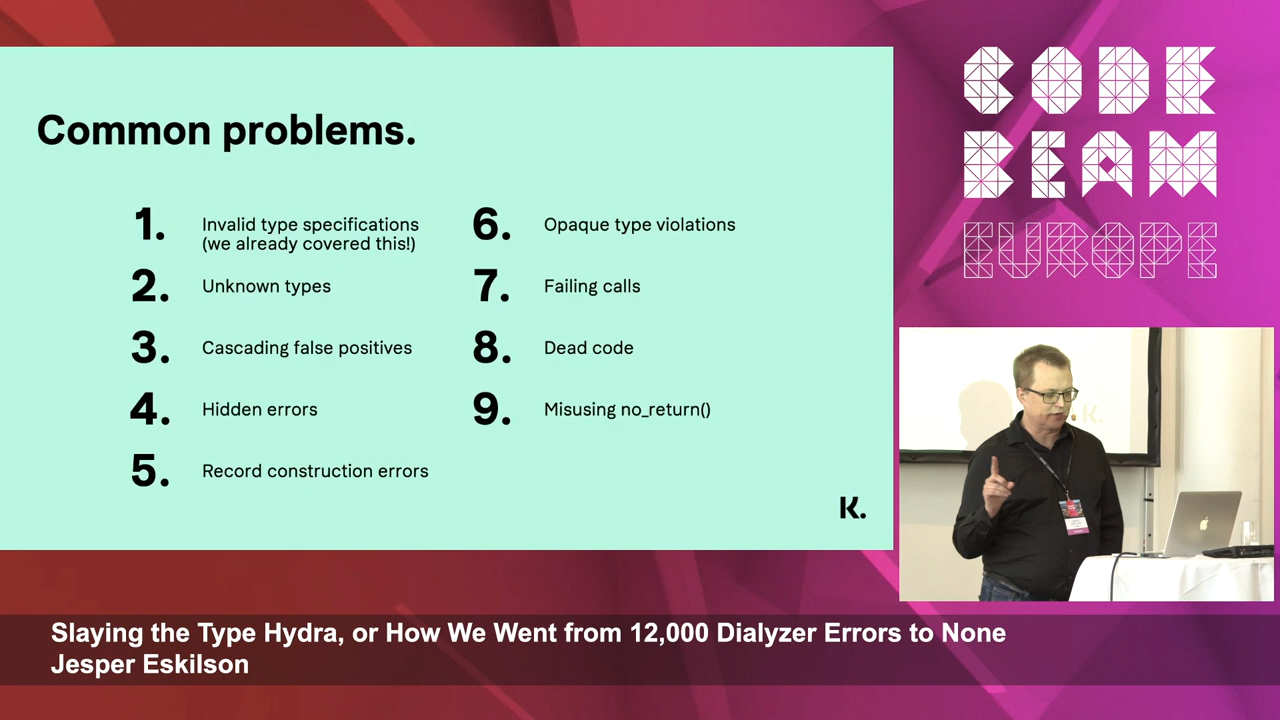 Common problems.
1. Invalid type specifications
(we already covered this!)
2. Unknown types
3. Cascading false positives
4. Hidden errors
5. Record construction errors
6. Opaque type violations
7. Failing calls
8. Dead code
9. Misusing no_return()
K.
CODE
BEAM
EUROPE
K.
Slaying the Type Hydra, or How We Went from 12,000 Dialyzer Errors to None
Jesper Eskilson